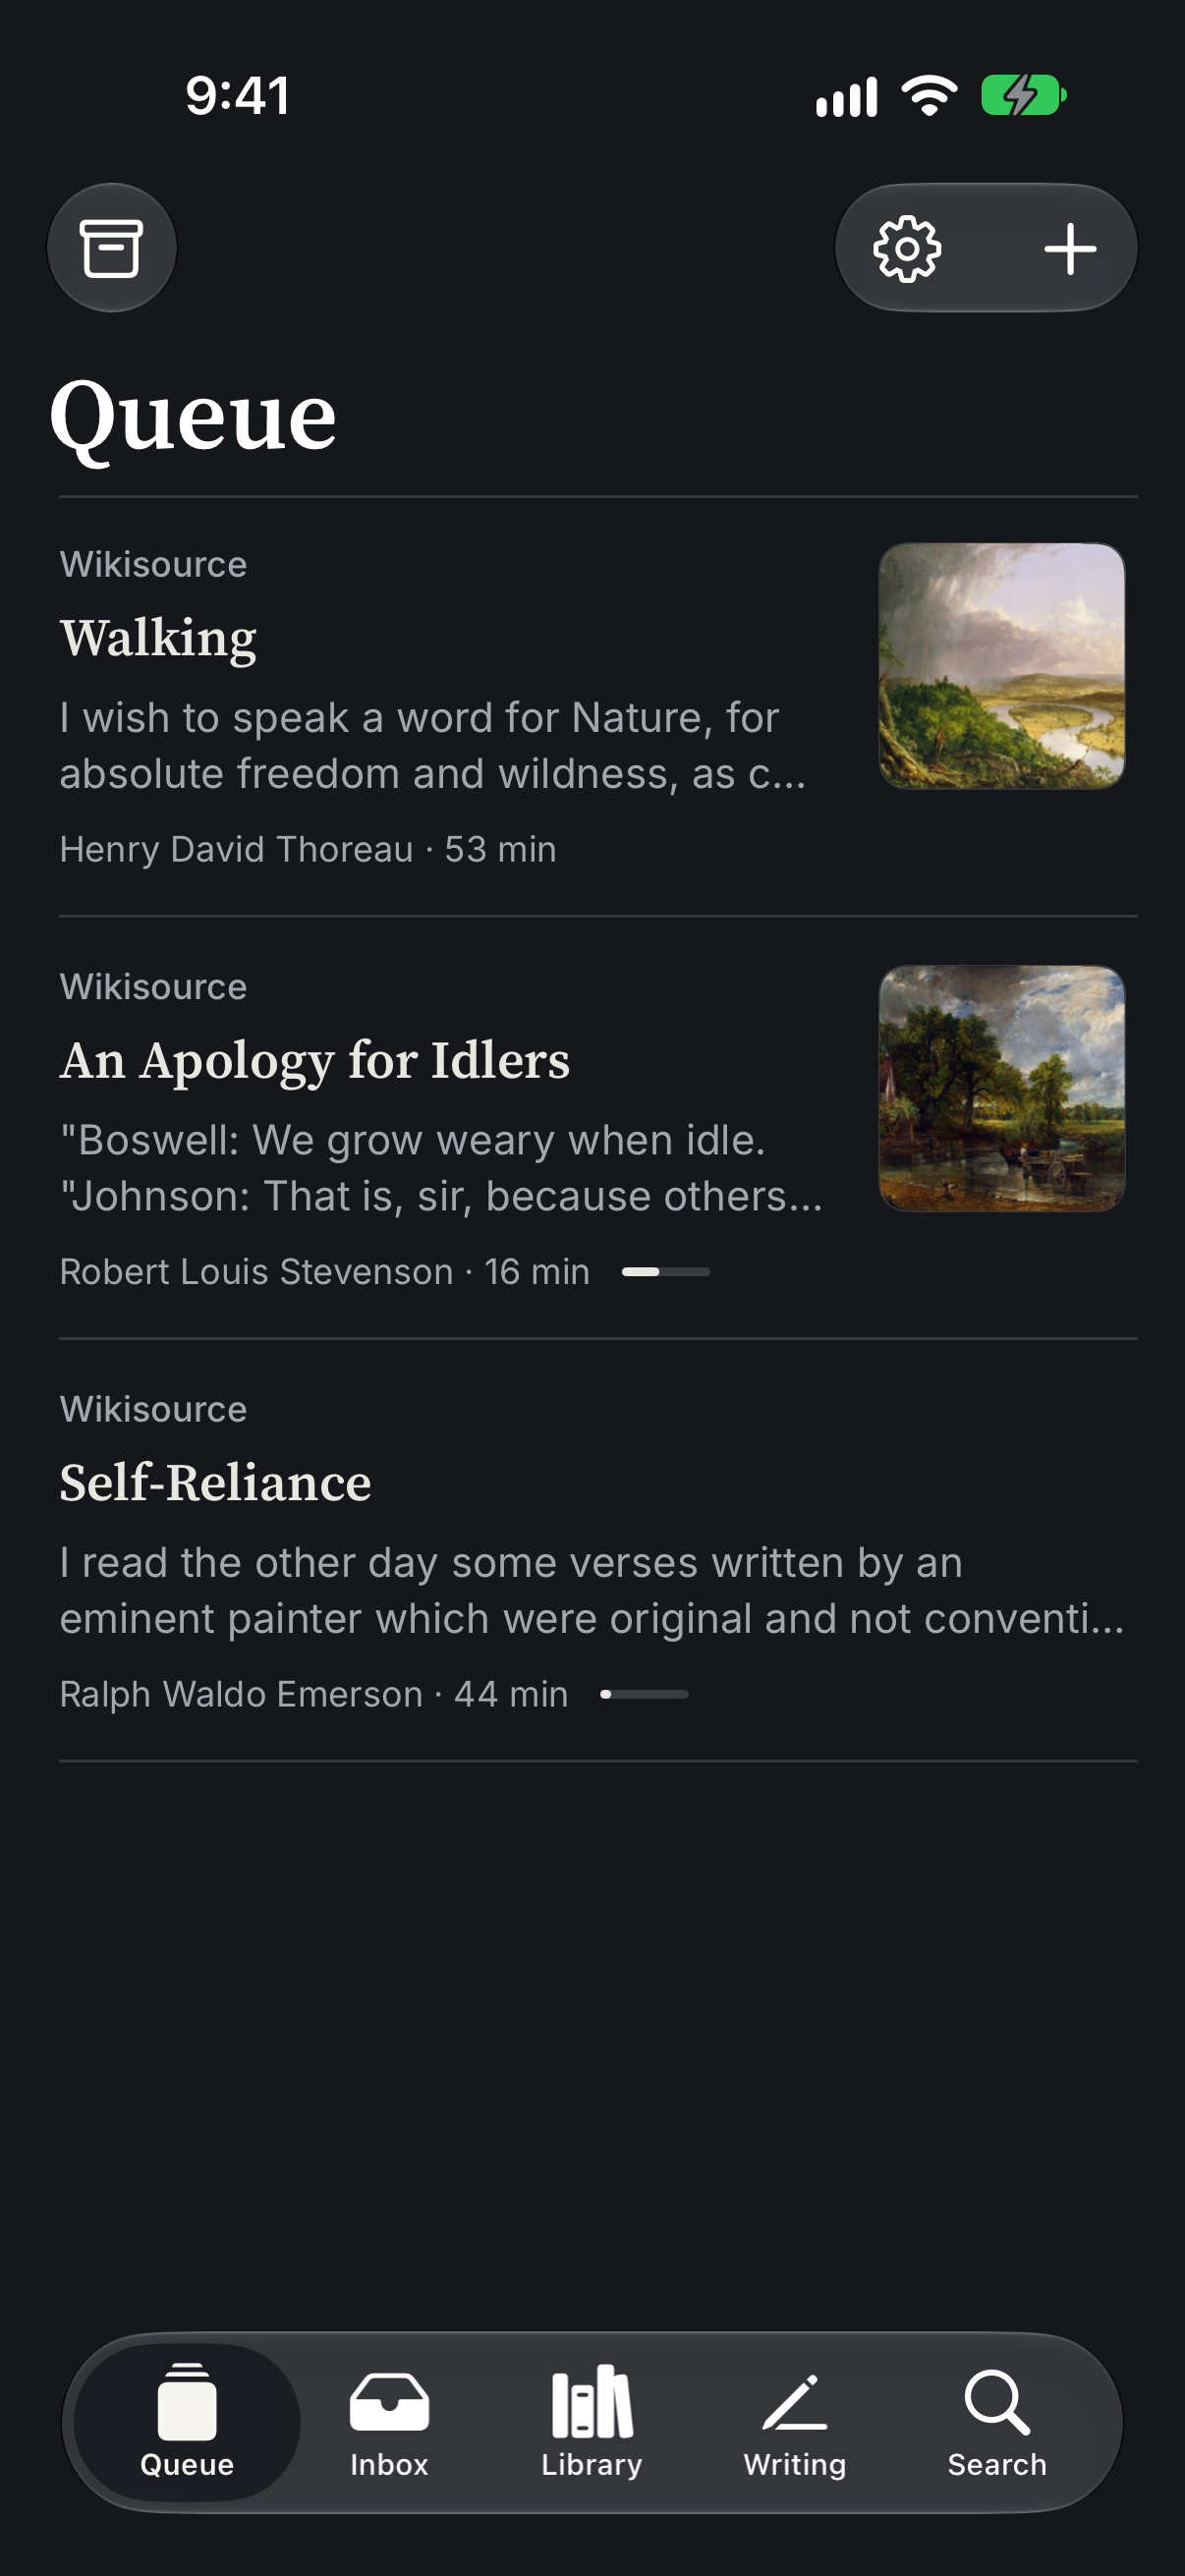 9:41
Queue
Wikisource
Walking
I wish to speak a word for Nature, for
absolute freedom and wildness, as c...
Henry David Thoreau · 53 min
Wikisource
An Apology for Idlers
"Boswell: We grow weary when idle.
"Johnson: That is, sir, because others...
Robert Louis Stevenson · 16 min
Wikisource
Self-Reliance
I read the other day some verses written by an
eminent painter which were original and not conventi...
Ralph Waldo Emerson · 44 min
Queue Inbox Library Writing Search